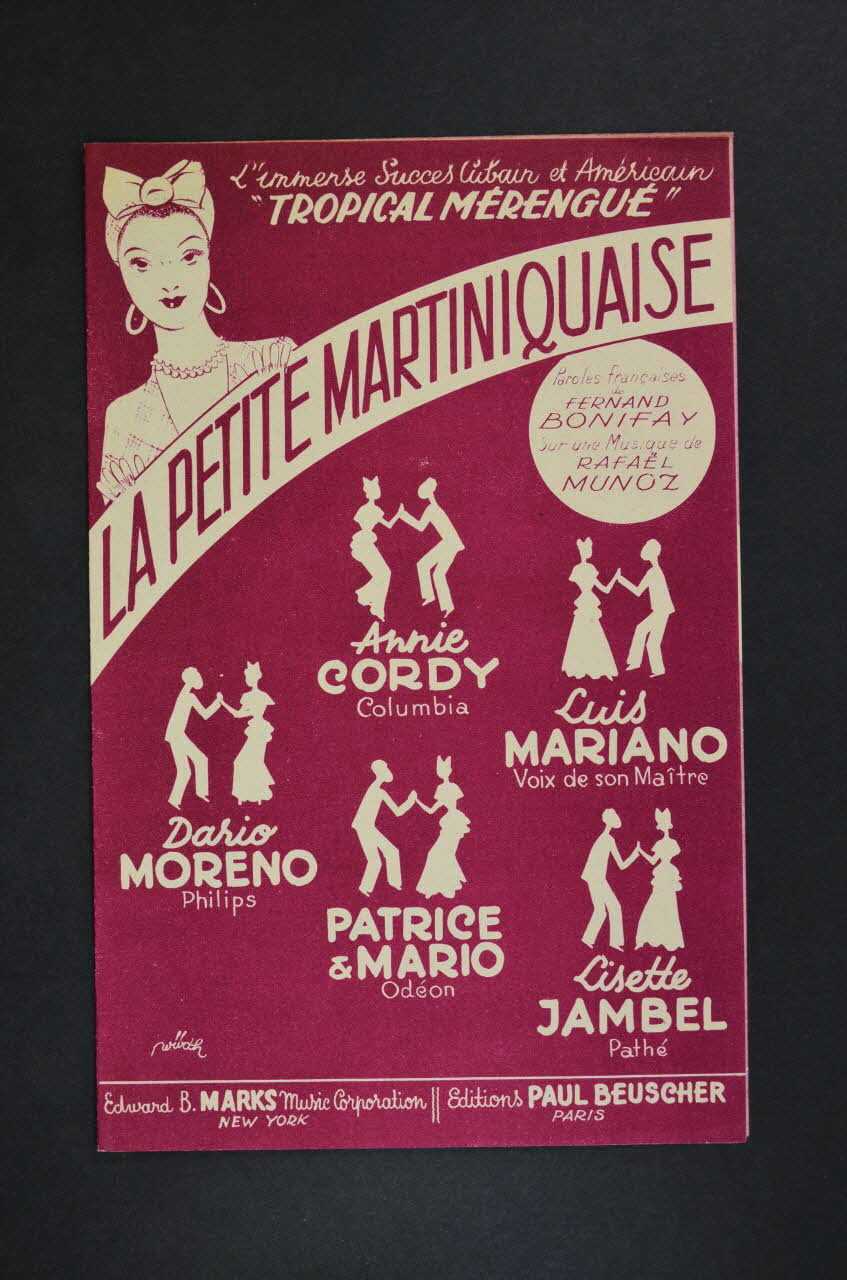 L'immense Succes Cubain et Américain
"TROPICAL MÉRENGUÉ"
LA PETITE MARTINIQUAISE
Paroles Françaises
de
FERNAND
BONIFAY
Sur une Musique de
RAFAËL
MUNOZ
Annie
CORDY
Columbia
Luis
MARIANO
Voix de son Maître
Dario
MORENO
Philips
PATRICE
& MARIO
Odéon
Lisette
JAMBEL
Pathé
würth
Edward B. MARKS Music Corporation
NEW YORK
Editions PAUL BEUSCHER
PARIS